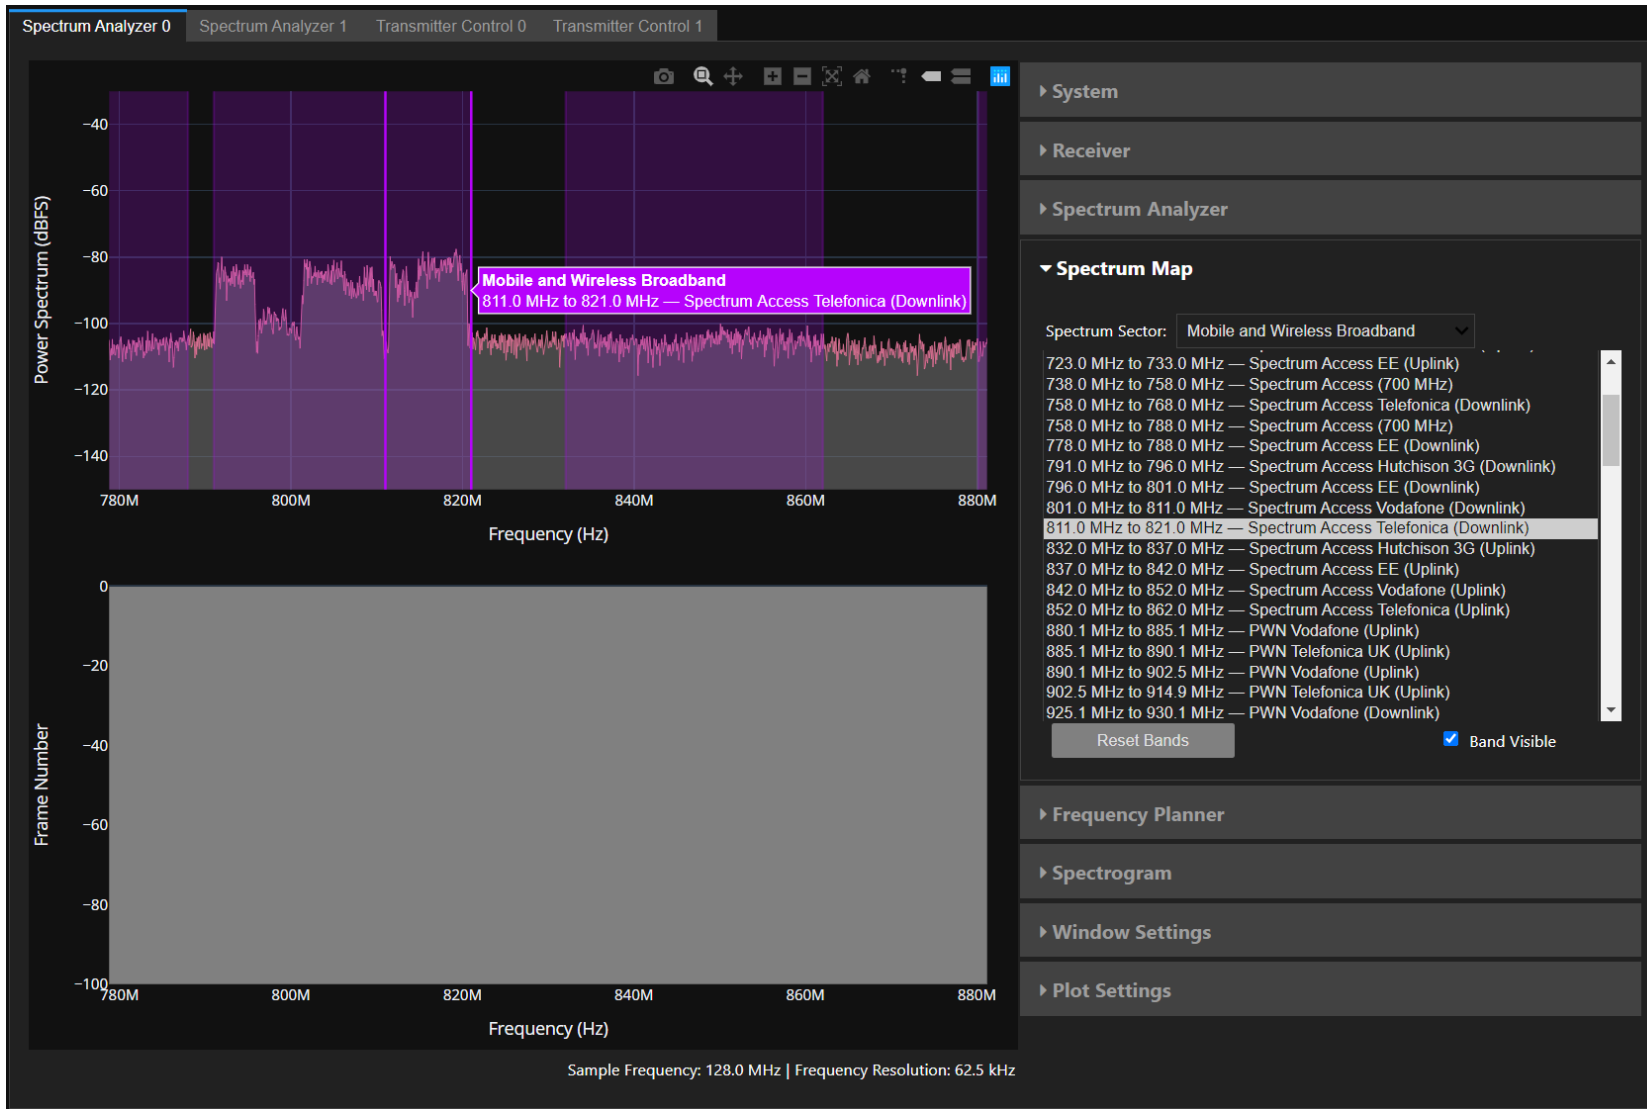 Spectrum Analyzer 0
Spectrum Analyzer 1
Transmitter Control 0
Transmitter Control 1
−40
−60
−80
−100
−120
−140
Power Spectrum (dBFS)
780M
800M
820M
840M
860M
880M
Frequency (Hz)
Mobile and Wireless Broadband
811.0 MHz to 821.0 MHz — Spectrum Access Telefonica (Downlink)
0
−20
−40
−60
−80
−100
Frame Number
780M
800M
820M
840M
860M
880M
Frequency (Hz)
Sample Frequency: 128.0 MHz | Frequency Resolution: 62.5 kHz
System
Receiver
Spectrum Analyzer
Spectrum Map
Spectrum Sector:
Mobile and Wireless Broadband
723.0 MHz to 733.0 MHz — Spectrum Access EE (Uplink)
738.0 MHz to 758.0 MHz — Spectrum Access (700 MHz)
758.0 MHz to 768.0 MHz — Spectrum Access Telefonica (Downlink)
758.0 MHz to 788.0 MHz — Spectrum Access (700 MHz)
778.0 MHz to 788.0 MHz — Spectrum Access EE (Downlink)
791.0 MHz to 796.0 MHz — Spectrum Access Hutchison 3G (Downlink)
796.0 MHz to 801.0 MHz — Spectrum Access EE (Downlink)
801.0 MHz to 811.0 MHz — Spectrum Access Vodafone (Downlink)
811.0 MHz to 821.0 MHz — Spectrum Access Telefonica (Downlink)
832.0 MHz to 837.0 MHz — Spectrum Access Hutchison 3G (Uplink)
837.0 MHz to 842.0 MHz — Spectrum Access EE (Uplink)
842.0 MHz to 852.0 MHz — Spectrum Access Vodafone (Uplink)
852.0 MHz to 862.0 MHz — Spectrum Access Telefonica (Uplink)
880.1 MHz to 885.1 MHz — PWN Vodafone (Uplink)
885.1 MHz to 890.1 MHz — PWN Telefonica UK (Uplink)
890.1 MHz to 902.5 MHz — PWN Vodafone (Uplink)
902.5 MHz to 914.9 MHz — PWN Telefonica UK (Uplink)
925.1 MHz to 930.1 MHz — PWN Vodafone (Downlink)
Reset Bands
Band Visible
Frequency Planner
Spectrogram
Window Settings
Plot Settings